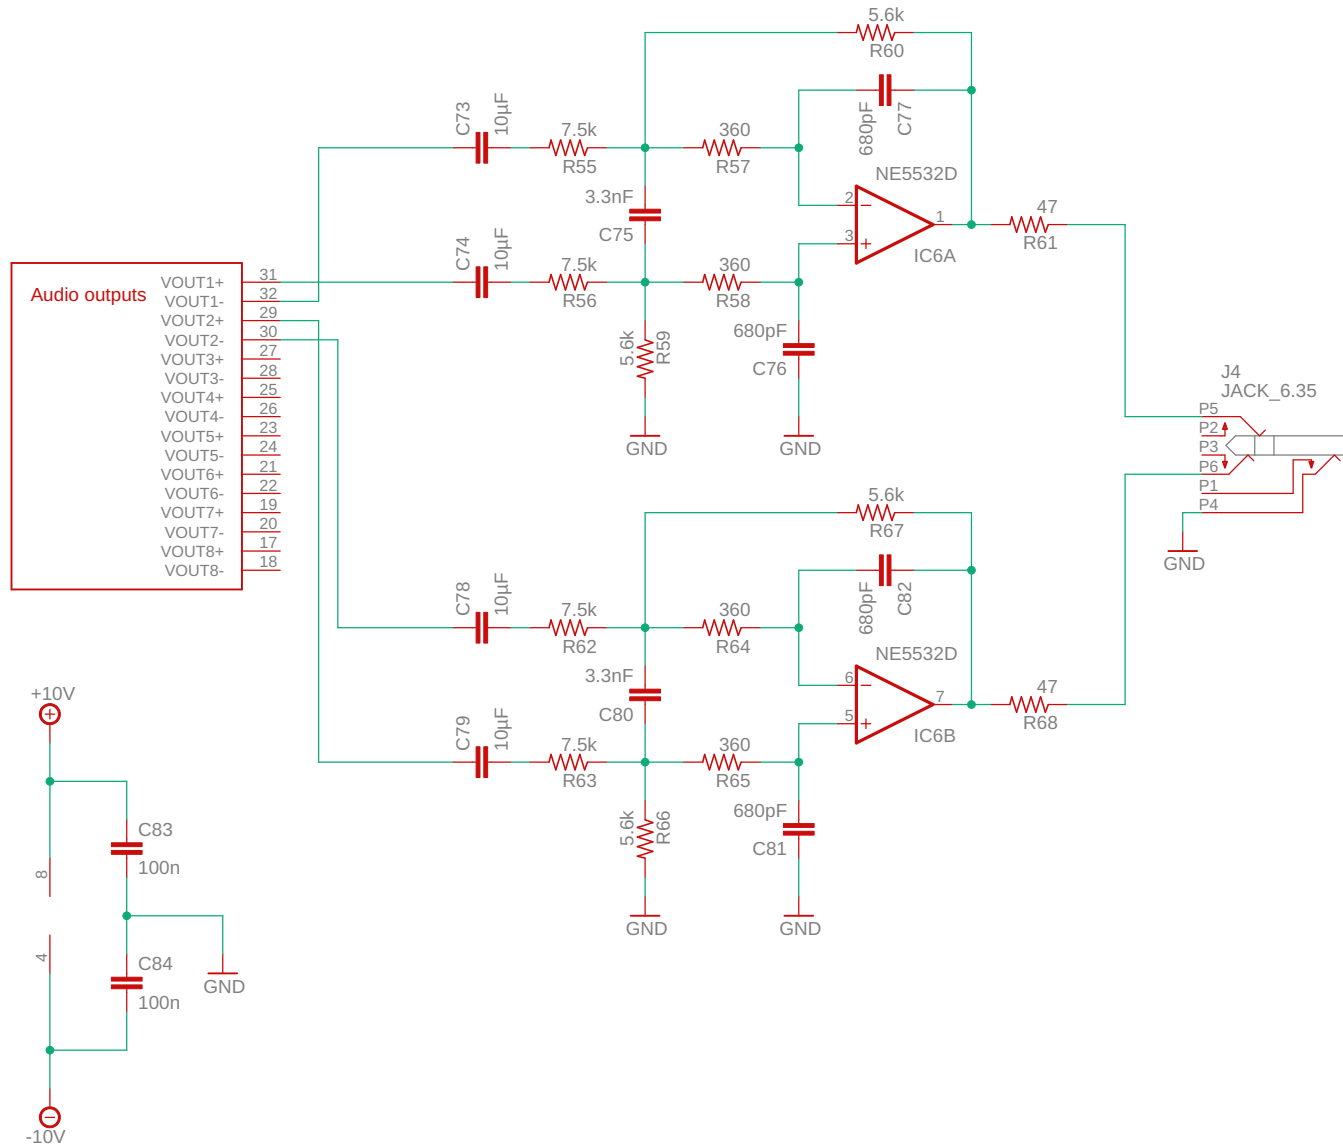 5.6k
R60
C77
680pF
C73
10µF
7.5k
R55
360
R57
NE5532D
2
3
1
IC6A
47
R61
3.3nF
C75
C74
10µF
7.5k
R56
360
R58
5.6k
R59
680pF
C76
GND
GND
Audio outputs
VOUT1+ 31
VOUT1- 32
VOUT2+ 29
VOUT2- 30
VOUT3+ 27
VOUT3- 28
VOUT4+ 25
VOUT4- 26
VOUT5+ 23
VOUT5- 24
VOUT6+ 21
VOUT6- 22
VOUT7+ 19
VOUT7- 20
VOUT8+ 17
VOUT8- 18
J4
JACK_6.35
P5
P2
P3
P6
P1
P4
GND
5.6k
R67
C82
680pF
C78
10µF
7.5k
R62
360
R64
NE5532D
6
5
7
IC6B
47
R68
3.3nF
C80
C79
10µF
7.5k
R63
360
R65
5.6k
R66
680pF
C81
GND
GND
+10V
C83
100n
8
4
C84
100n
GND
-10V